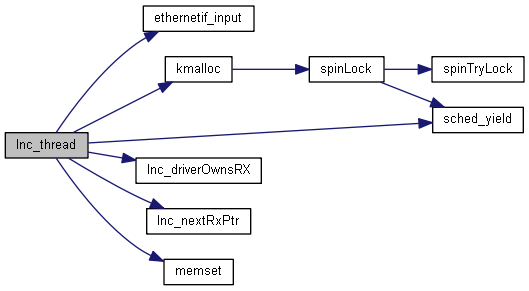 ethernetif_input
kmalloc
spinLock
spinTryLock
sched_yield
lnc_thread
lnc_driverOwnsRX
lnc_nextRxPtr
memset